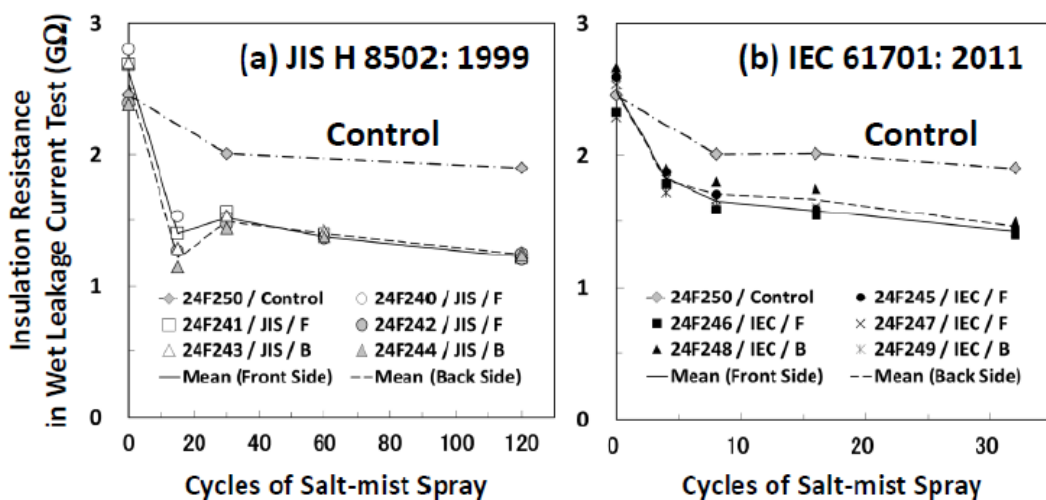 Insulation Resistance
in Wet Leakage Current Test (GΩ)
3
2
1
0
(a) JIS H 8502: 1999
Control
24F250 / Control
24F240 / JIS / F
24F241 / JIS / F
24F242 / JIS / F
24F243 / JIS / B
24F244 / JIS / B
Mean (Front Side)
Mean (Back Side)
0 20 40 60 80 100 120
Cycles of Salt-mist Spray
3
2
1
0
(b) IEC 61701: 2011
Control
24F250 / Control
24F245 / IEC / F
24F246 / IEC / F
24F247 / IEC / F
24F248 / IEC / B
24F249 / IEC / B
Mean (Front Side)
Mean (Back Side)
0 10 20 30
Cycles of Salt-mist Spray